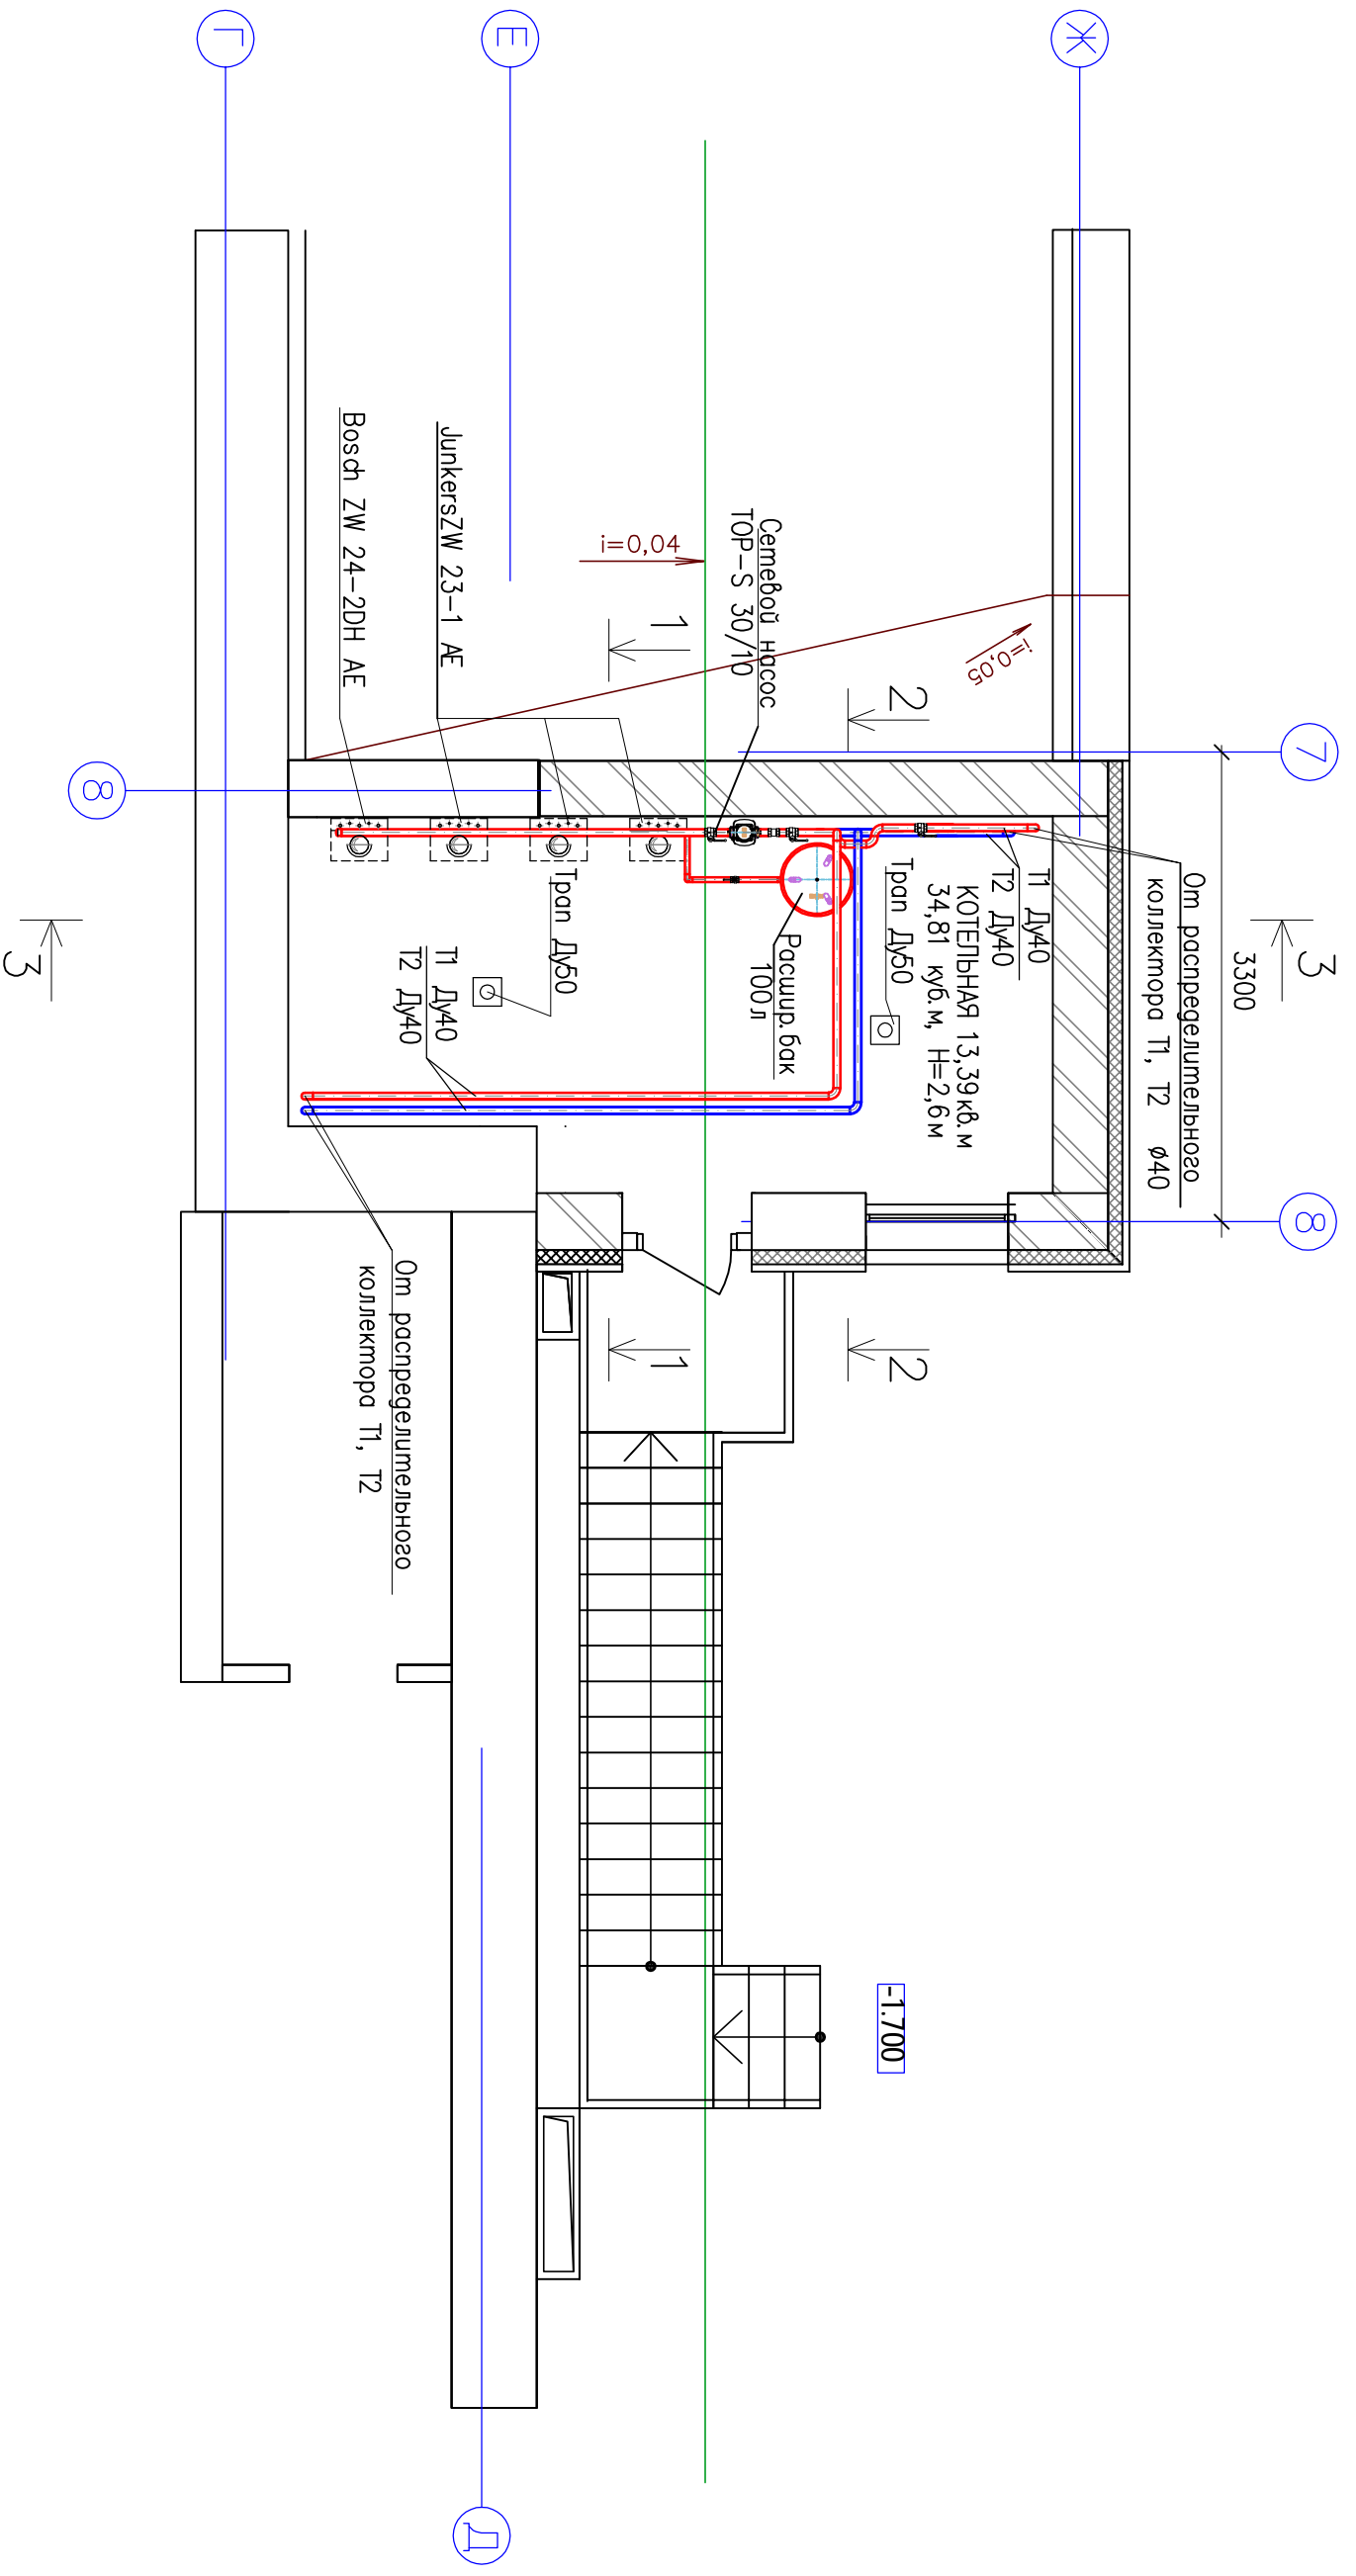 7
8
3
3
3300
От распределительного
коллектора Т1, Т2 ø40
Ж
i=0,05
Т1 Ду40
Т2 Ду40
КОТЕЛЬНАЯ 13,39кв.м
34,81 куб.м, Н=2,6м
2
2
-1.700
Трап Ду50
Расшир.бак
100л
Сетевой насос
TOP-S 30/10
i=0,04
1
1
Е
Трап Ду50
JunkersZW 23-1 AE
Т1 Ду40
Т2 Ду40
Bosch ZW 24-2DH AE
От распределительного
коллектора Т1, Т2
Д
Г
8